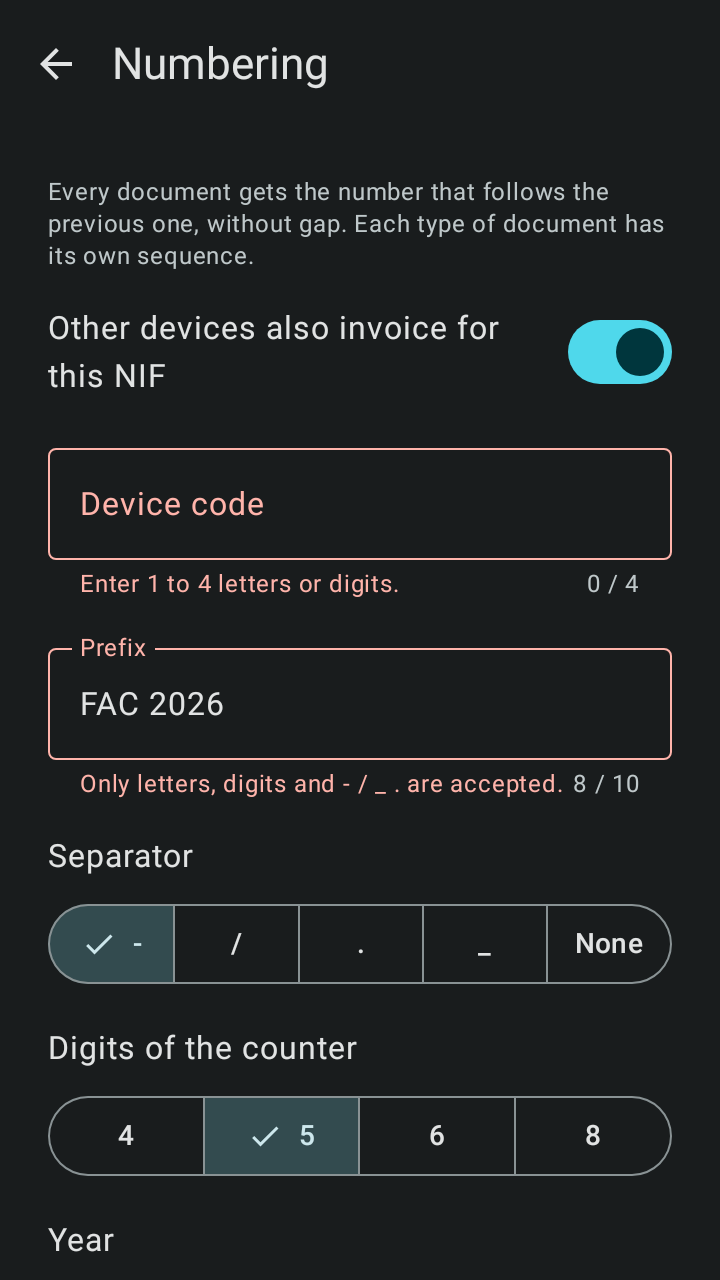 Numbering
Every document gets the number that follows the
previous one, without gap. Each type of document has
its own sequence.
Other devices also invoice for
this NIF
Device code
Enter 1 to 4 letters or digits. 0 / 4
Prefix
FAC 2026
Only letters, digits and - / _ . are accepted. 8 / 10
Separator
- / . _ None
Digits of the counter
4 5 6 8
Year